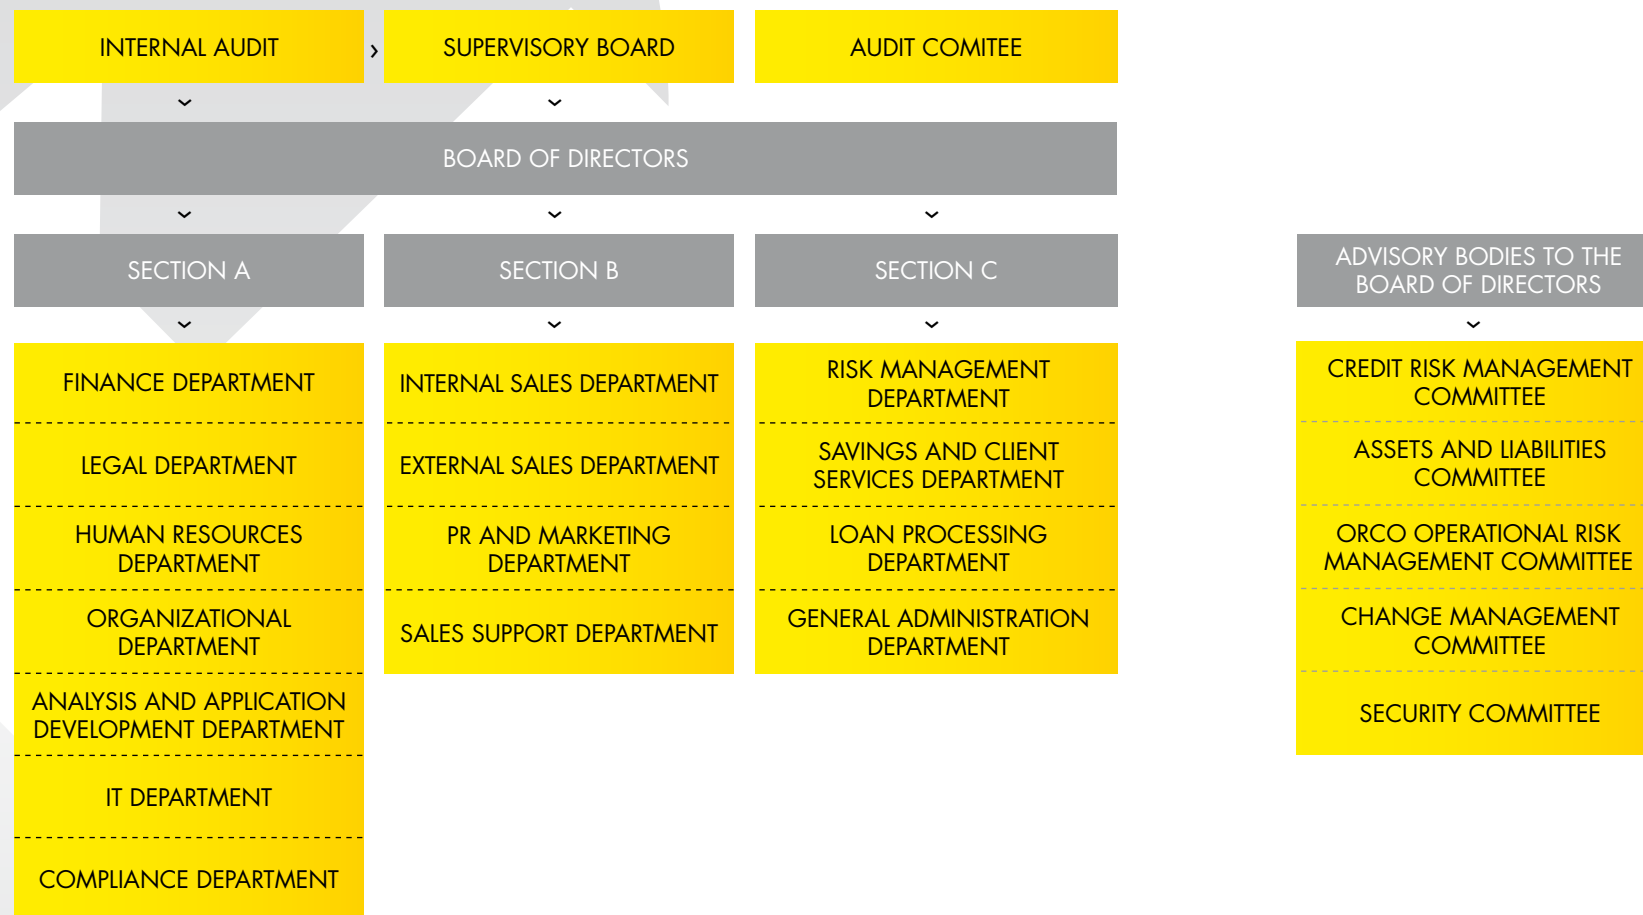 INTERNAL AUDIT
SUPERVISORY BOARD
AUDIT COMITEE
BOARD OF DIRECTORS
SECTION A
SECTION B
SECTION C
ADVISORY BODIES TO THE
BOARD OF DIRECTORS
FINANCE DEPARTMENT
LEGAL DEPARTMENT
HUMAN RESOURCES
DEPARTMENT
ORGANIZATIONAL
DEPARTMENT
ANALYSIS AND APPLICATION
DEVELOPMENT DEPARTMENT
IT DEPARTMENT
COMPLIANCE DEPARTMENT
INTERNAL SALES DEPARTMENT
EXTERNAL SALES DEPARTMENT
PR AND MARKETING
DEPARTMENT
SALES SUPPORT DEPARTMENT
RISK MANAGEMENT
DEPARTMENT
SAVINGS AND CLIENT
SERVICES DEPARTMENT
LOAN PROCESSING
DEPARTMENT
GENERAL ADMINISTRATION
DEPARTMENT
CREDIT RISK MANAGEMENT
COMMITTEE
ASSETS AND LIABILITIES
COMMITTEE
ORCO OPERATIONAL RISK
MANAGEMENT COMMITTEE
CHANGE MANAGEMENT
COMMITTEE
SECURITY COMMITTEE